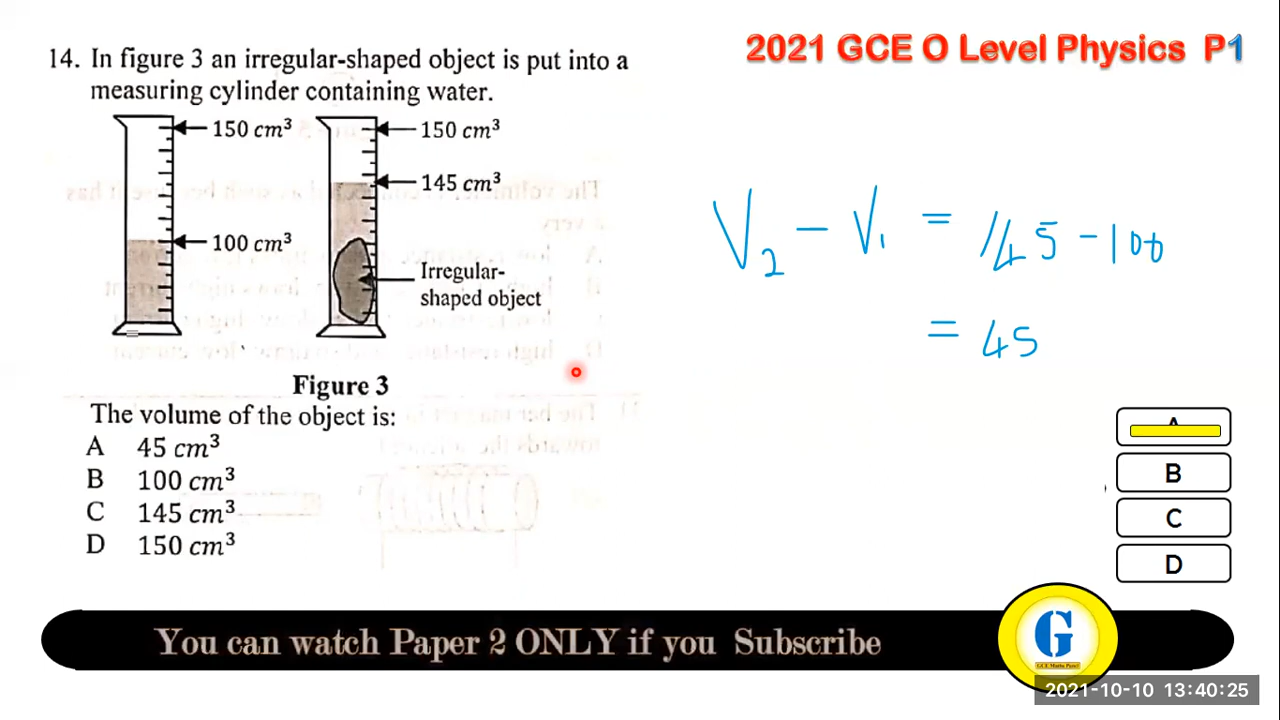 2021 GCE O Level Physics P1
14. In figure 3 an irregular-shaped object is put into a
measuring cylinder containing water.
150 cm³
150 cm³
145 cm³
100 cm³
Irregular-
shaped object
Figure 3
The volume of the object is:
A 45 cm³
B 100 cm³
C 145 cm³
D 150 cm³
V₂ - V₁ = 145 - 100
= 45
A
B
C
D
You can watch Paper 2 ONLY if you Subscribe
G
GCE Maths Pass!
2021-10-10 13:40:25